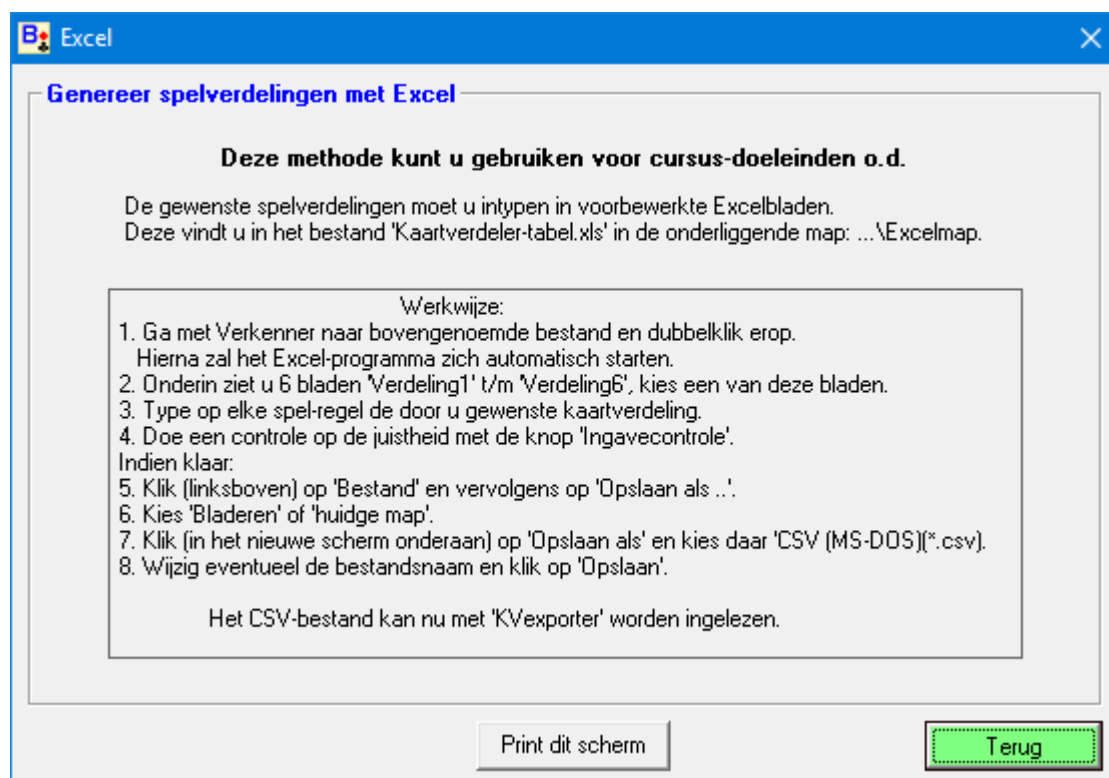 Excel
Genereer spelverdelingen met Excel
Deze methode kunt u gebruiken voor cursus-doeleinden o.d.
De gewenste spelverdelingen moet u intypen in voorbewerkte Excelbladen.
Deze vindt u in het bestand 'Kaartverdeler-tabel.xls' in de onderliggende map: ...\Excelmap.
Werkwijze:
1. Ga met Verkenner naar bovengenoemde bestand en dubbelklik erop.
Hierna zal het Excel-programma zich automatisch starten.
2. Onderin ziet u 6 bladen 'Verdeling1' t/m 'Verdeling6', kies een van deze bladen.
3. Type op elke spel-regel de door u gewenste kaartverdeling.
4. Doe een controle op de juistheid met de knop 'Ingavecontrole'.
Indien klaar:
5. Klik (linksboven) op 'Bestand' en vervolgens op 'Opslaan als ..'.
6. Kies 'Bladeren' of 'huidge map'.
7. Klik (in het nieuwe scherm onderaan) op 'Opslaan als' en kies daar 'CSV (MS-DOS)(*.csv).
8. Wijzig eventueel de bestandsnaam en klik op 'Opslaan'.
Het CSV-bestand kan nu met 'KVexporter' worden ingelezen.
Print dit scherm
Terug